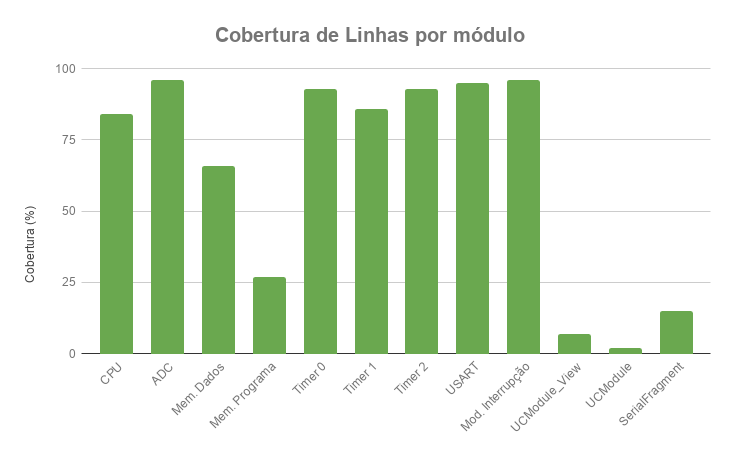 Cobertura de Linhas por módulo
Cobertura (%)
100
75
50
25
0
CPU
ADC
Mem. Dados
Mem. Programa
Timer 0
Timer 1
Timer 2
USART
Mod. Interrupção
UCModule_View
UCModule
SerialFragment